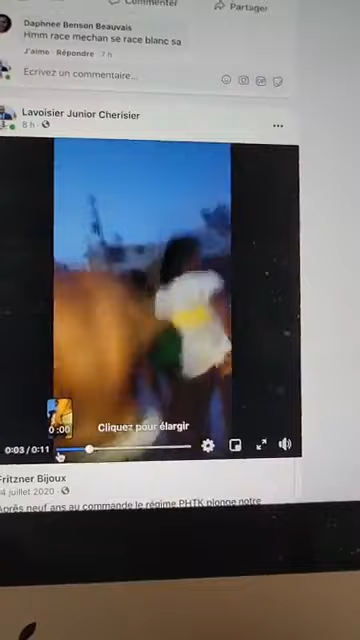 Commenter
Partager
Daphnee Benson Beauvais
Hmm race mechan se race blanc sa
J'aime · Répondre · 7 h
Ecrivez un commentaire...
GIF
Lavoisier Junior Cherisier
8 h ·
0:00
Cliquez pour élargir
0:03 / 0:11
Fritzner Bijoux
4 juillet 2020 ·
Après neuf ans au commande le régime PHTK plonge notre